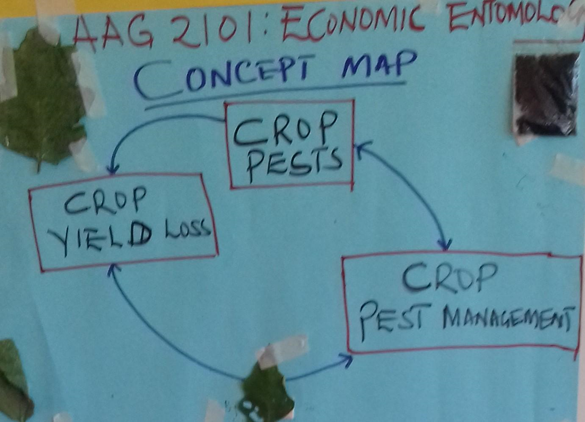 AAG 2101: ECONOMIC ENTOMOLOG
CONCEPT MAP
CROP
PESTS
CROP
YIELD LOSS
CROP
PEST MANAGEMENT